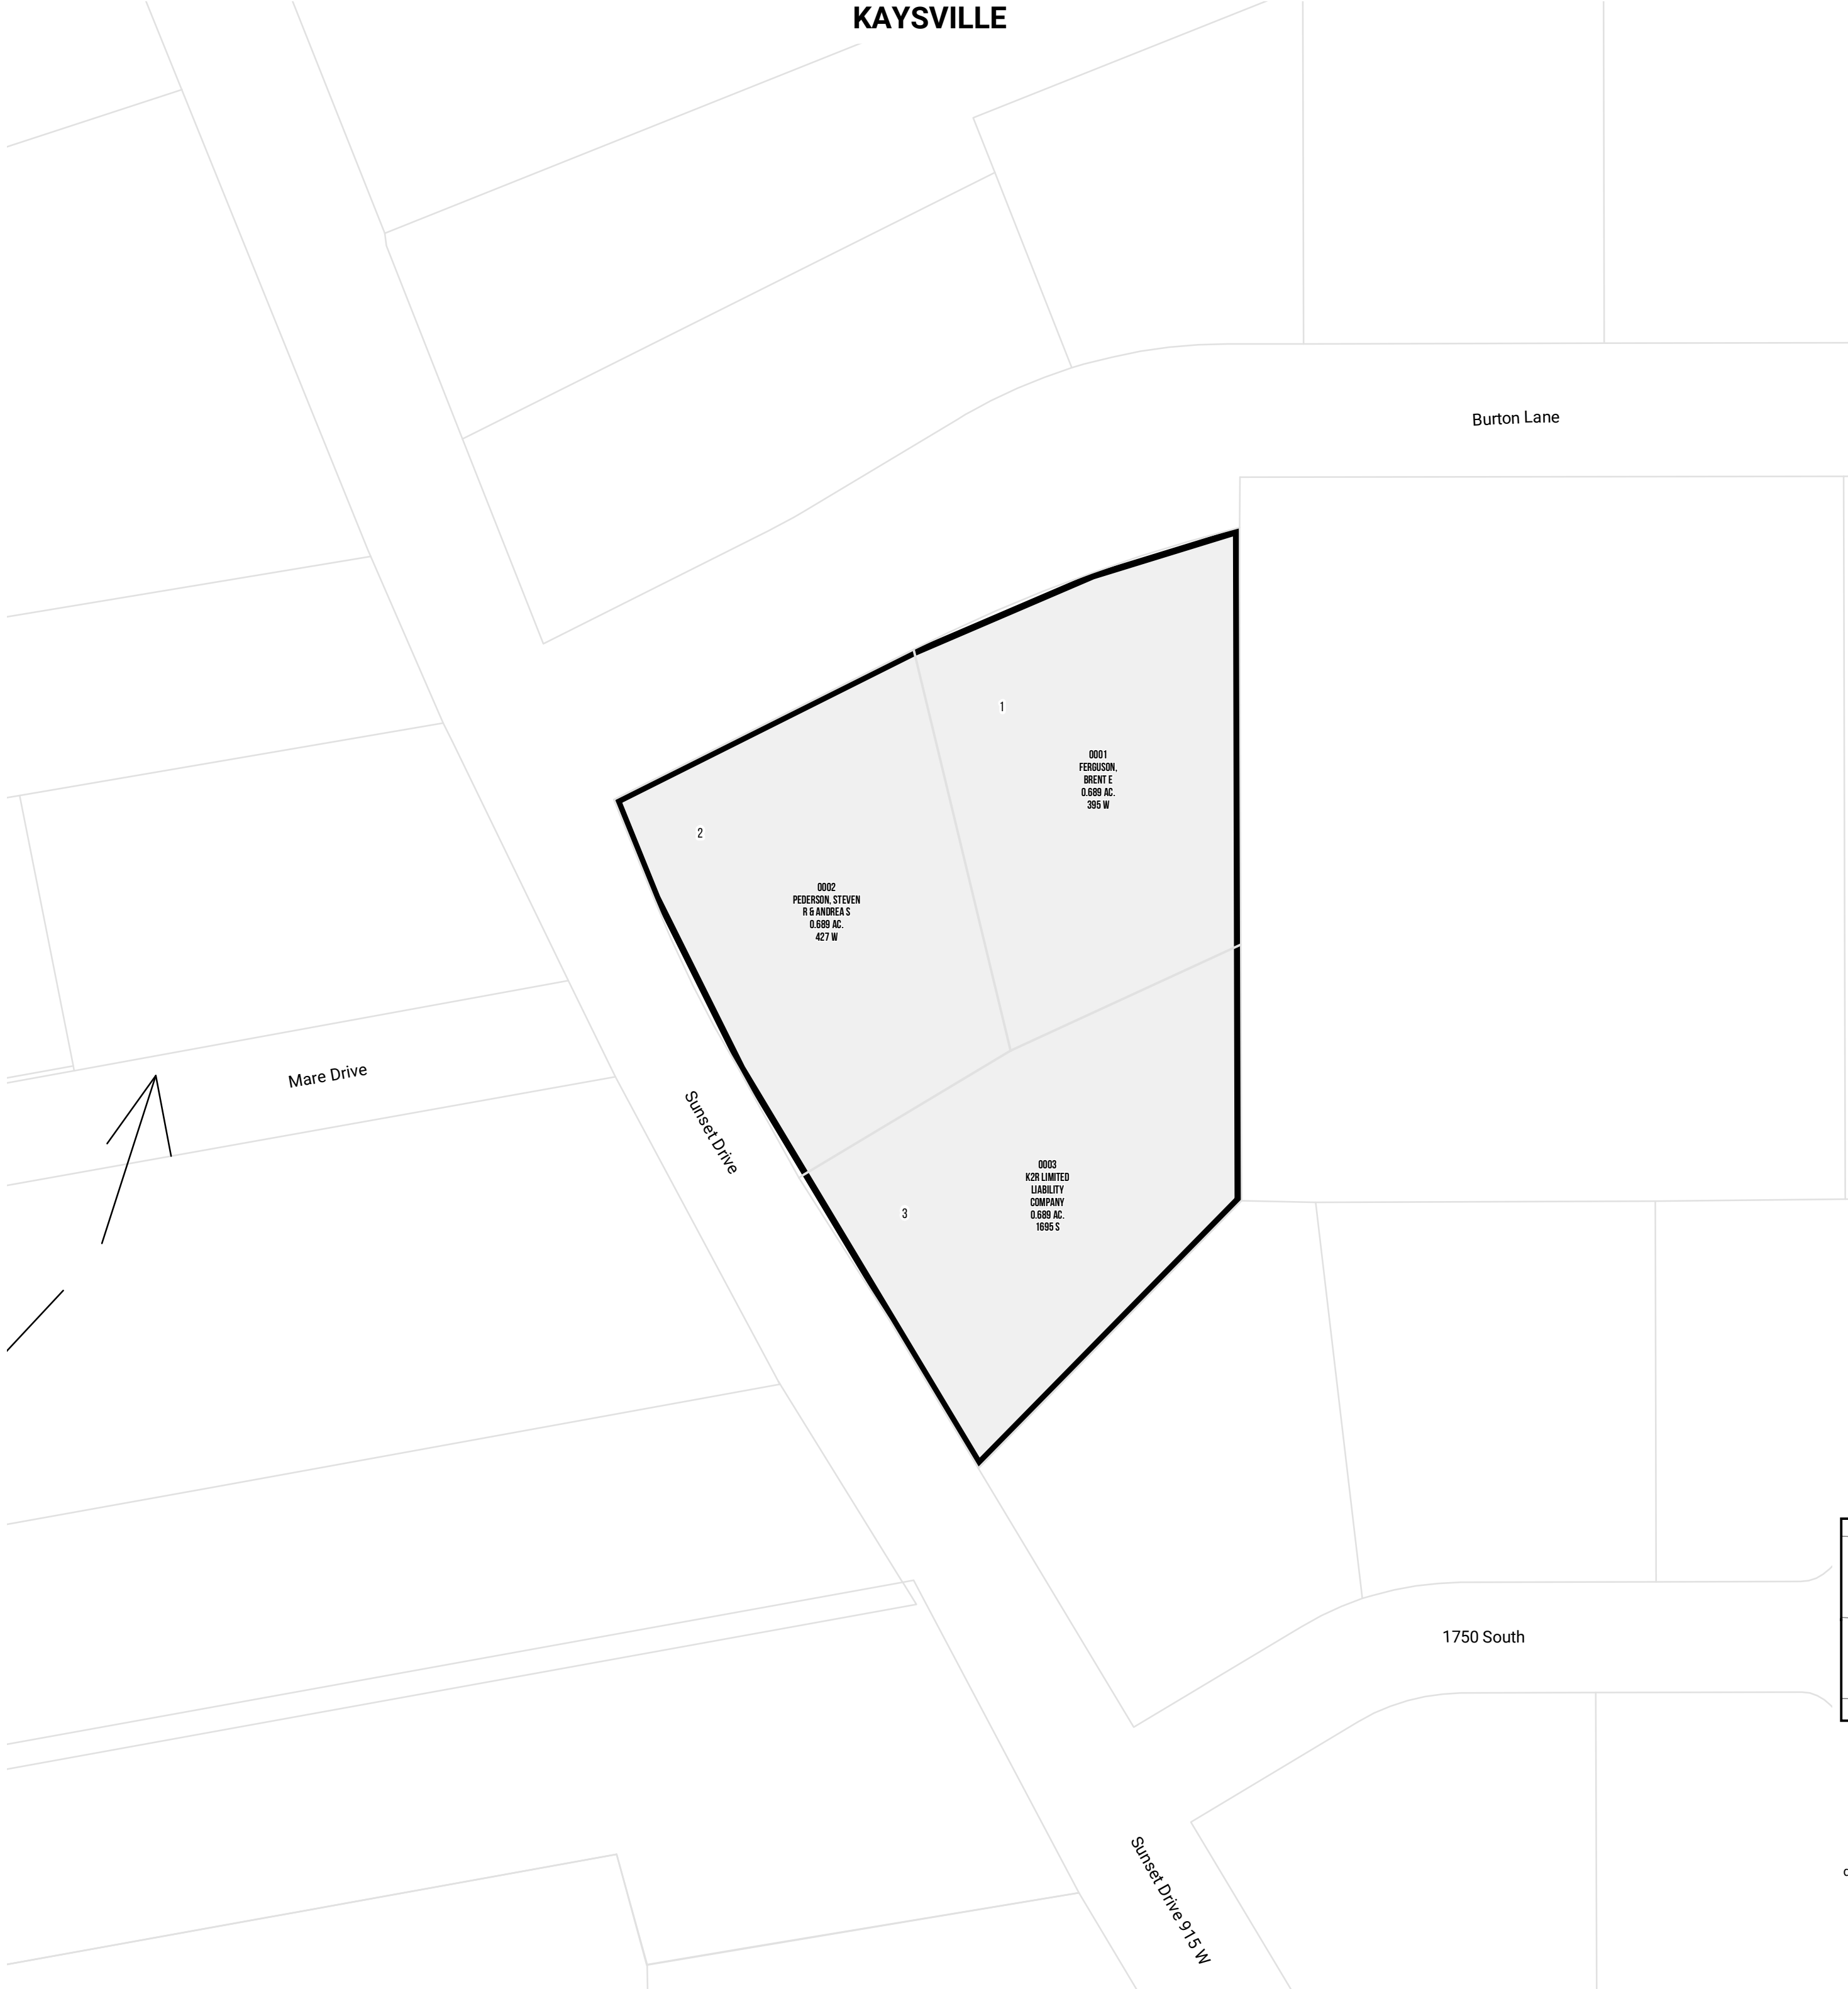 KAYSVILLE
Burton Lane
1
0001
FERGUSON,
BRENT E
0.689 AC.
395 W
2
0002
PEDERSON, STEVEN
R & ANDREA S
0.689 AC.
427 W
Mare Drive
Sunset Drive
0003
K2R LIMITED
LIABILITY
COMPANY
0.689 AC.
1695 S
3
1750 South
Sunset Drive 915 W